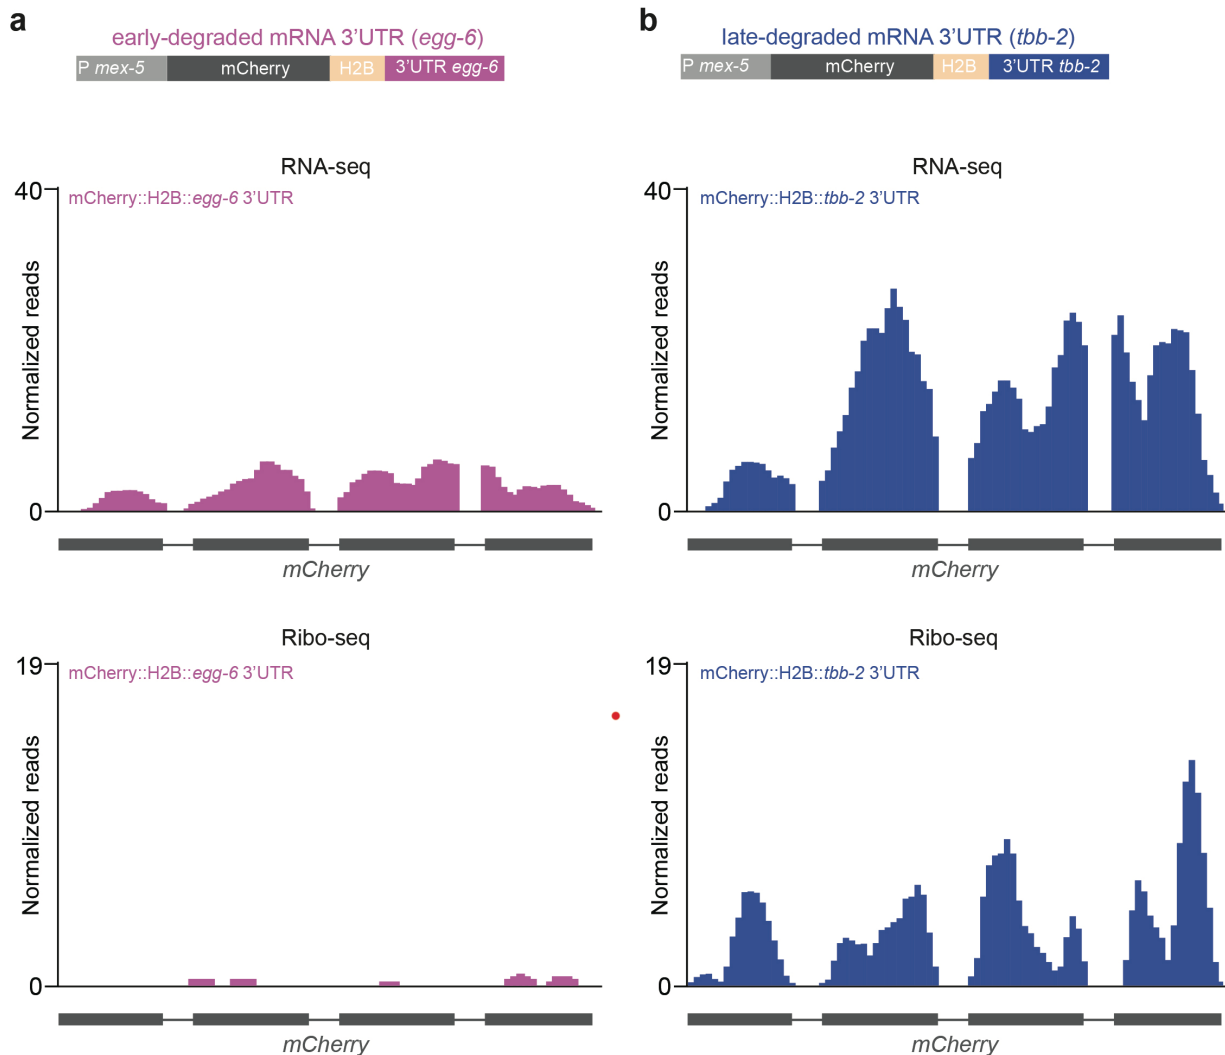 a
early-degraded mRNA 3’UTR (egg-6)
P mex-5 mCherry H2B 3’UTR egg-6
RNA-seq
40
mCherry::H2B::egg-6 3’UTR
Normalized reads
0
mCherry
Ribo-seq
19
mCherry::H2B::egg-6 3’UTR
Normalized reads
0
mCherry
b
late-degraded mRNA 3’UTR (tbb-2)
P mex-5 mCherry H2B 3’UTR tbb-2
RNA-seq
40
mCherry::H2B::tbb-2 3’UTR
Normalized reads
0
mCherry
Ribo-seq
19
mCherry::H2B::tbb-2 3’UTR
Normalized reads
0
mCherry